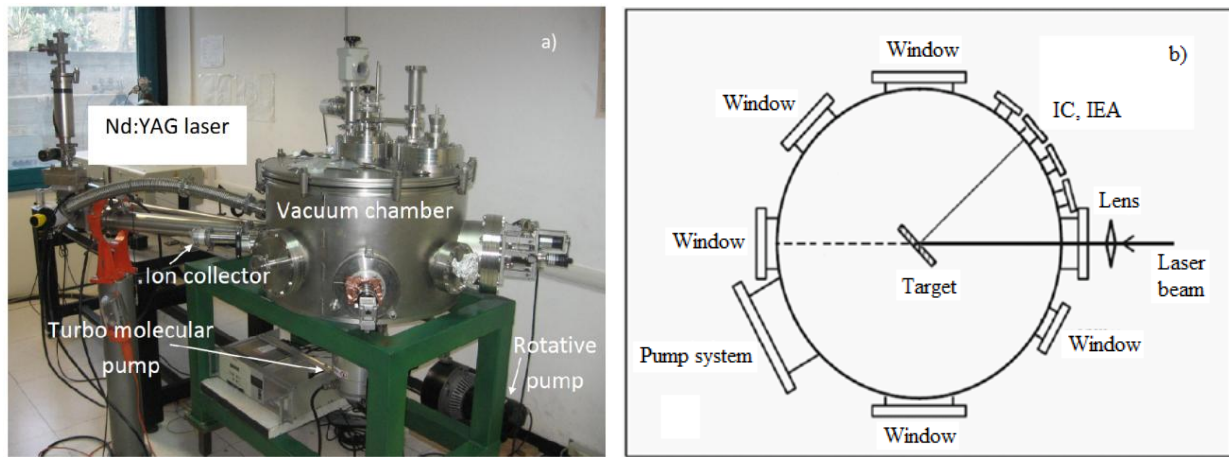 a)
Nd:YAG laser
Vacuum chamber
Ion collector
Turbo molecular
pump
Rotative
pump
b)
Window
Window
IC, IEA
Window
Lens
Target
Laser
beam
Pump system
Window
Window